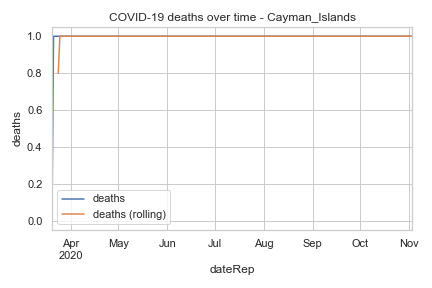 COVID-19 deaths over time - Cayman_Islands
deaths
1.0
0.8
0.6
0.4
0.2
0.0
deaths
deaths (rolling)
Apr May Jun Jul Aug Sep Oct Nov
2020
dateRep